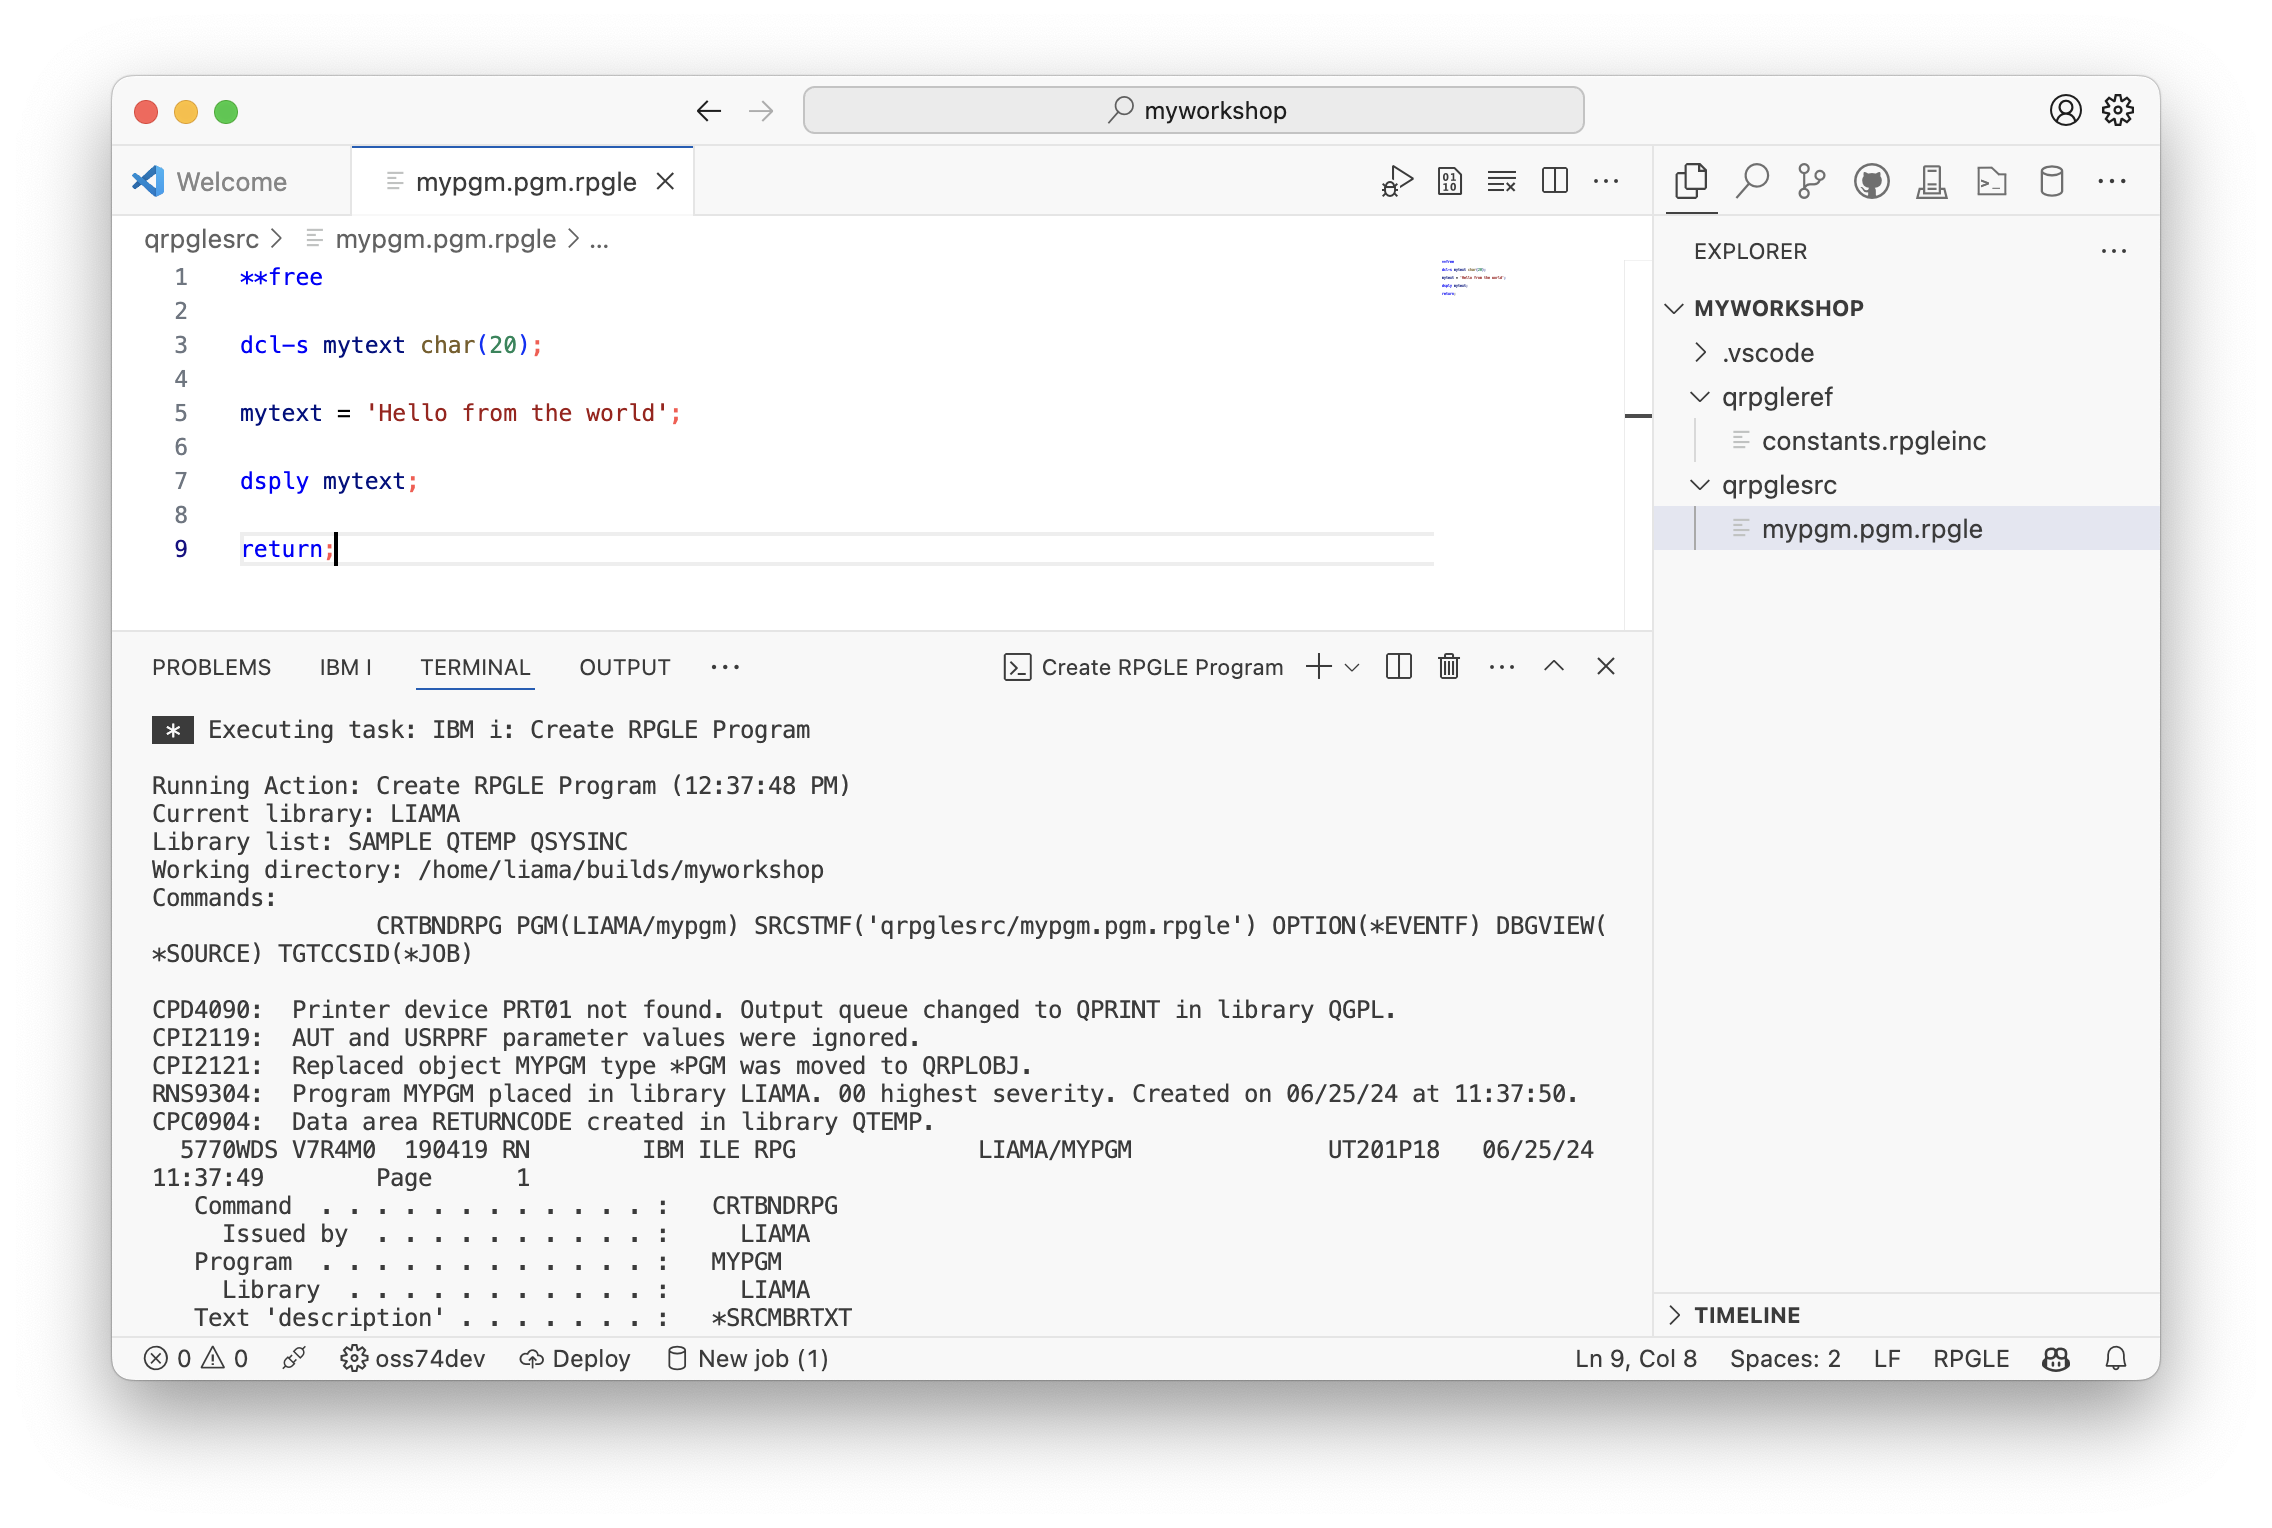 myworkshop
Welcome
mypgm.pgm.rpgle
qrpglesrc > mypgm.pgm.rpgle > ...
1 **free
2
3 dcl-s mytext char(20);
4
5 mytext = 'Hello from the world';
6
7 dsply mytext;
8
9 return;
EXPLORER
MYWORKSHOP
.vscode
qrpgleref
constants.rpgleinc
qrpglesrc
mypgm.pgm.rpgle
TIMELINE
PROBLEMS IBM I TERMINAL OUTPUT ... Create RPGLE Program
* Executing task: IBM i: Create RPGLE Program
Running Action: Create RPGLE Program (12:37:48 PM)
Current library: LIAMA
Library list: SAMPLE QTEMP QSYSINC
Working directory: /home/liama/builds/myworkshop
Commands:
CRTBNDRPG PGM(LIAMA/mypgm) SRCSTMF('qrpglesrc/mypgm.pgm.rpgle') OPTION(*EVENTF) DBGVIEW(
*SOURCE) TGTCCSID(*JOB)
CPD4090:  Printer device PRT01 not found. Output queue changed to QPRINT in library QGPL.
CPI2119:  AUT and USRPRF parameter values were ignored.
CPI2121:  Replaced object MYPGM type *PGM was moved to QRPLOBJ.
RNS9304:  Program MYPGM placed in library LIAMA. 00 highest severity. Created on 06/25/24 at 11:37:50.
CPC0904:  Data area RETURNCODE created in library QTEMP.
5770WDS V7R4M0  190419 RN        IBM ILE RPG             LIAMA/MYPGM              UT201P18   06/25/24
11:37:49        Page      1
Command  . . . . . . . . . . . . :   CRTBNDRPG
Issued by  . . . . . . . . . . . :     LIAMA
Program  . . . . . . . . . . . . :   MYPGM
Library  . . . . . . . . . . . . :     LIAMA
Text 'description' . . . . . . . :   *SRCMBRTXT
0 0 oss74dev Deploy New job (1) Ln 9, Col 8 Spaces: 2 LF RPGLE